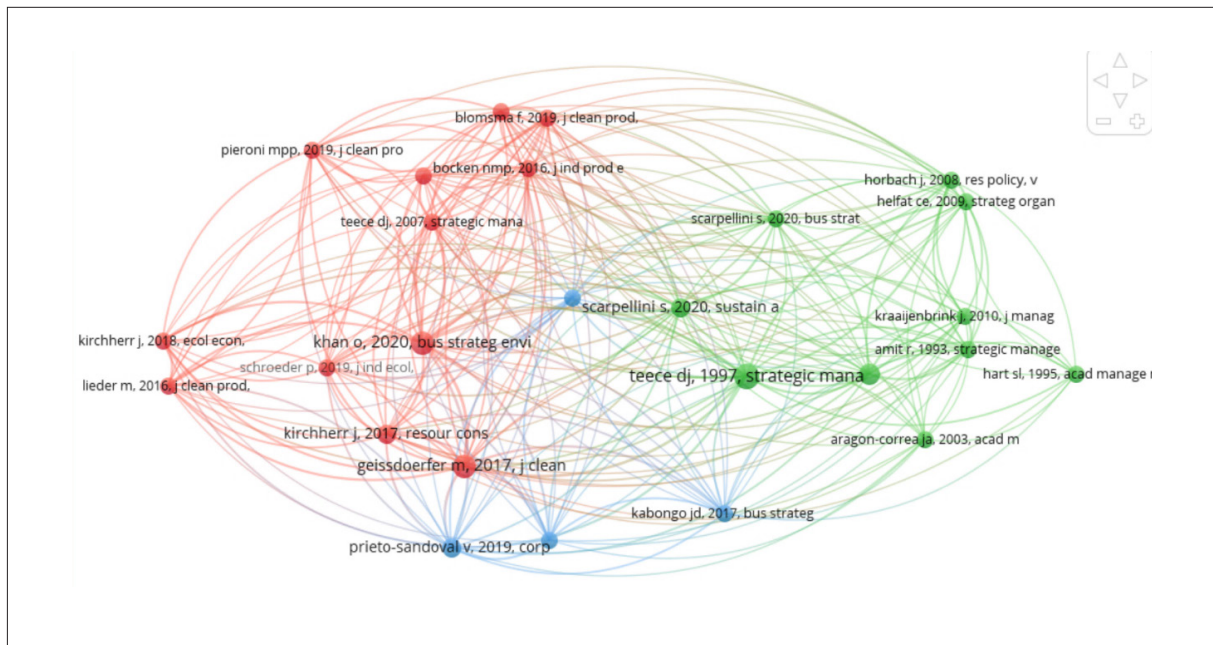 blomsma f, 2019, j clean prod,
pieroni mpp, 2019, j clean pro
bocken nmp, 2016, j ind prod e
horbach j, 2008, res policy, v
helfat ce, 2009, strateg organ
teece dj, 2007, strategic mana
scarpellini s, 2020, bus strat
scarpellini s, 2020, sustain a
kraaijenbrink j, 2010, j manag
kirchherr j, 2018, ecol econ,
khan o, 2020, bus strateg envi
amit r, 1993, strategic manage
schroeder p, 2019, j ind ecol,
teece dj, 1997, strategic mana
hart sl, 1995, acad manage r
lieder m, 2016, j clean prod,
kirchherr j, 2017, resour cons
aragon-correa ja, 2003, acad m
geissdoerfer m, 2017, j clean
kabongo jd, 2017, bus strateg
prieto-sandoval v, 2019, corp